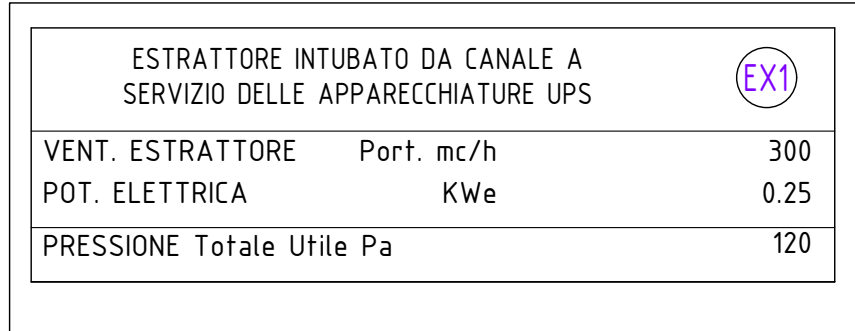 ESTRATTORE INTUBATO DA CANALE A
SERVIZIO DELLE APPARECCHIATURE UPS
EX1
VENT. ESTRATTORE Port. mc/h 300
POT. ELETTRICA KWe 0.25
PRESSIONE Totale Utile Pa 120